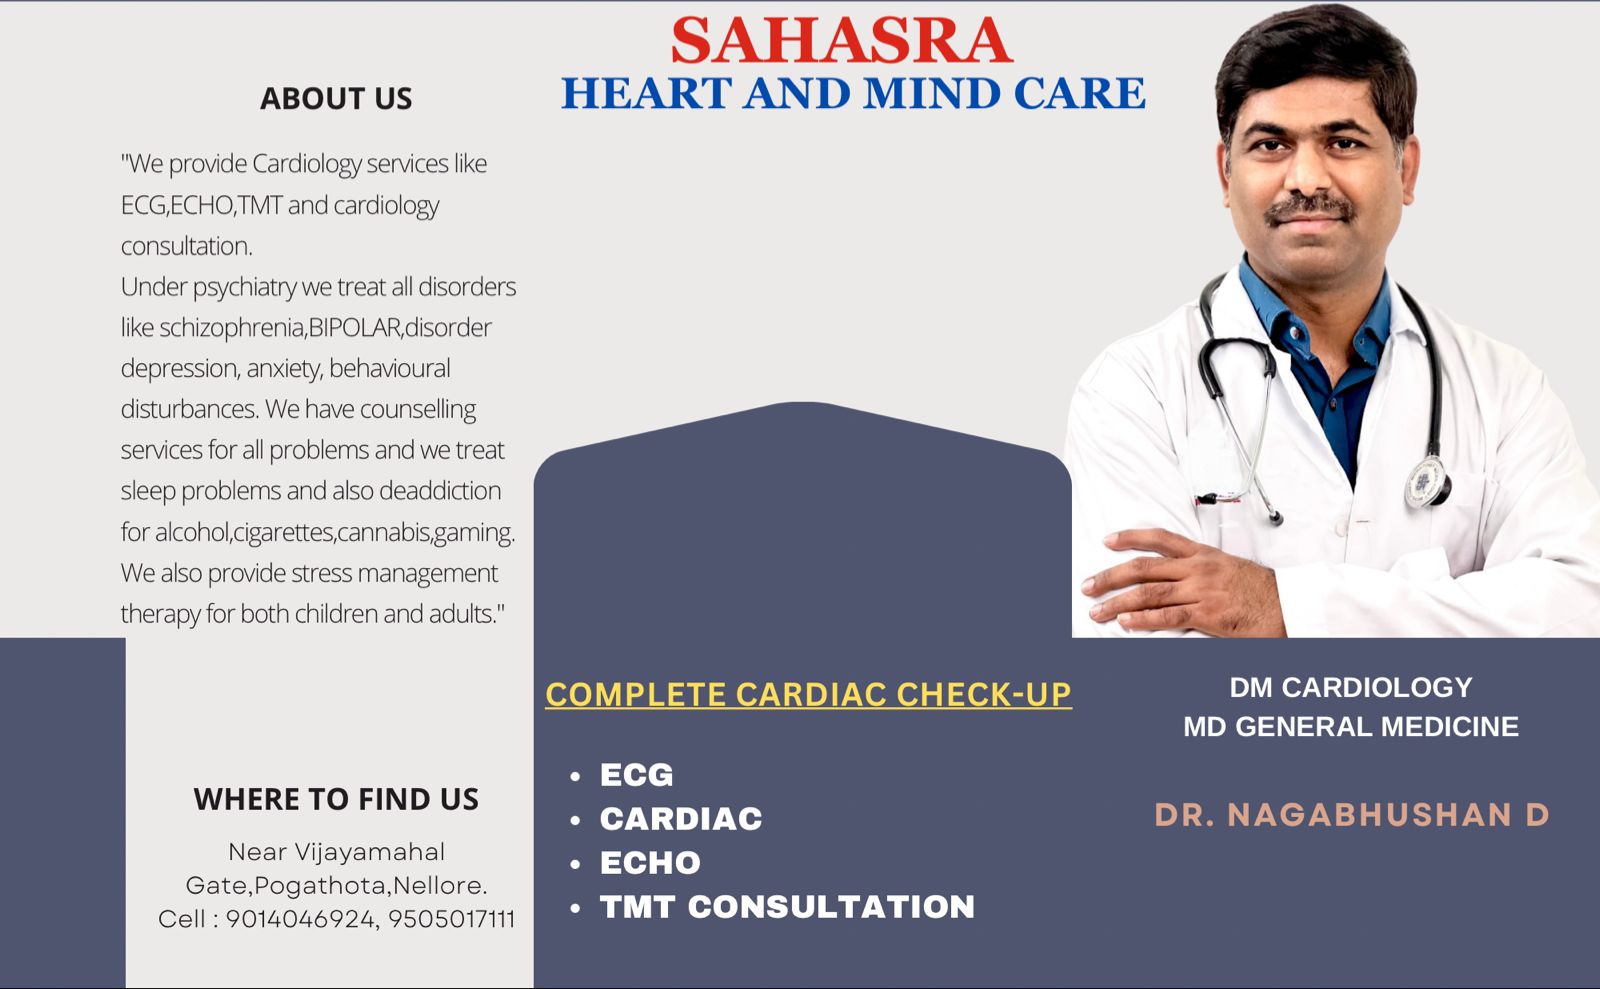 SAHASRA
HEART AND MIND CARE
ABOUT US
"We provide Cardiology services like
ECG,ECHO,TMT and cardiology
consultation.
Under psychiatry we treat all disorders
like schizophrenia,BIPOLAR,disorder
depression, anxiety, behavioural
disturbances. We have counselling
services for all problems and we treat
sleep problems and also deaddiction
for alcohol,cigarettes,cannabis,gaming.
We also provide stress management
therapy for both children and adults."
WHERE TO FIND US
Near Vijayamahal
Gate,Pogathota,Nellore.
Cell : 9014046924, 9505017111
COMPLETE CARDIAC CHECK-UP
• ECG
• CARDIAC
• ECHO
• TMT CONSULTATION
DM CARDIOLOGY
MD GENERAL MEDICINE
DR. NAGABHUSHAN D